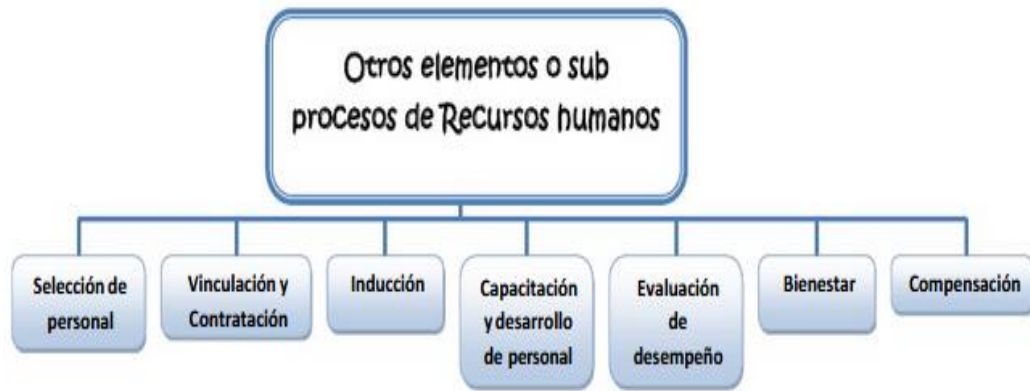 Otros elementos o sub
procesos de Recursos humanos
Selección de
personal
Vinculación y
Contratación
Inducción
Capacitación
y desarrollo
de personal
Evaluación
de
desempeño
Bienestar
Compensación